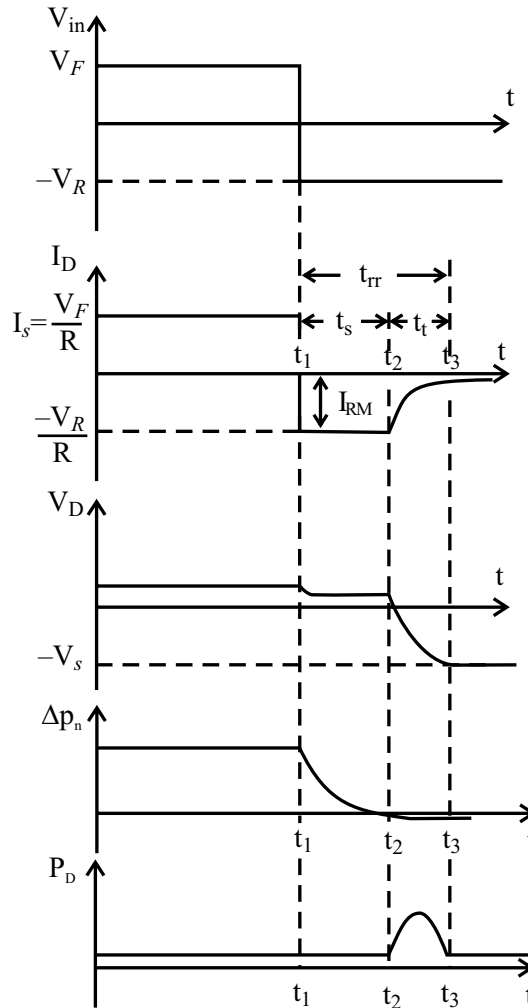 V_in
V_F
t
–V_R
I_D
t_rr
I_s = V_F/R
t_s t_t
t_1 t_2 t_3 t
I_RM
–V_R/R
V_D
t
–V_s
Δp_n
t_1 t_2 t_3
P_D
t_1 t_2 t_3 t